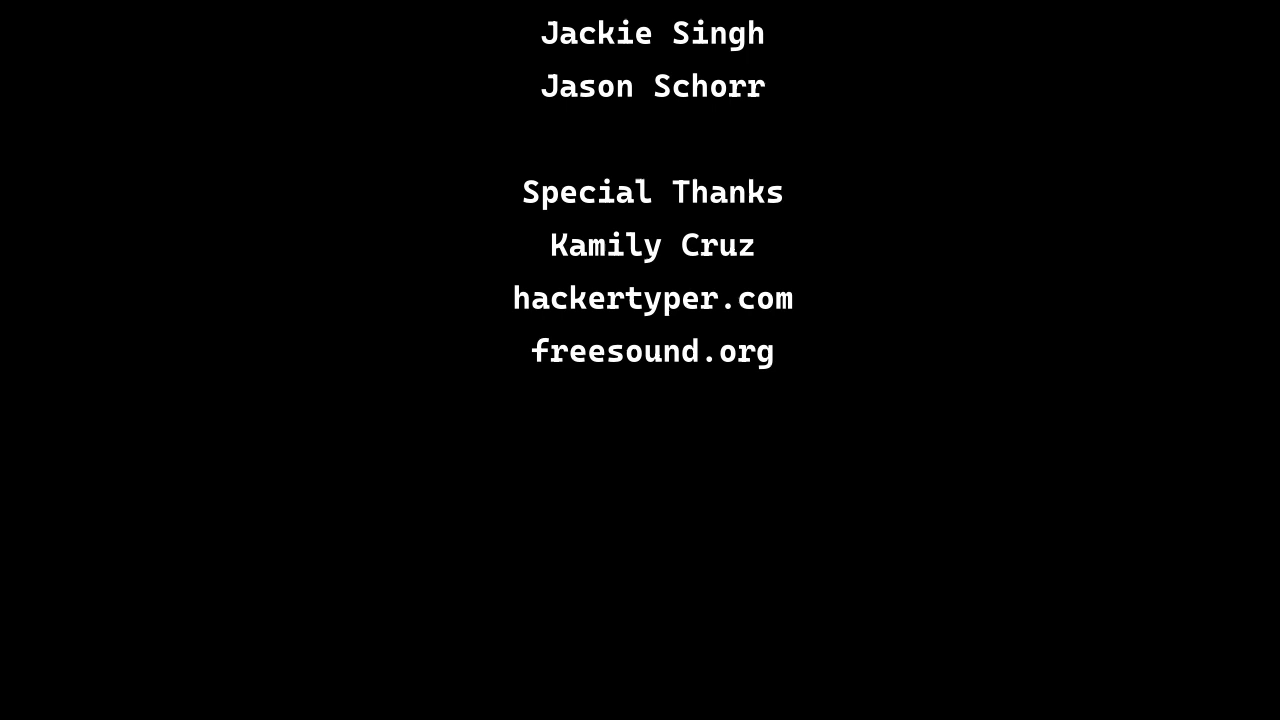 Jackie Singh
Jason Schorr
Special Thanks
Kamily Cruz
hackertyper.com
freesound.org